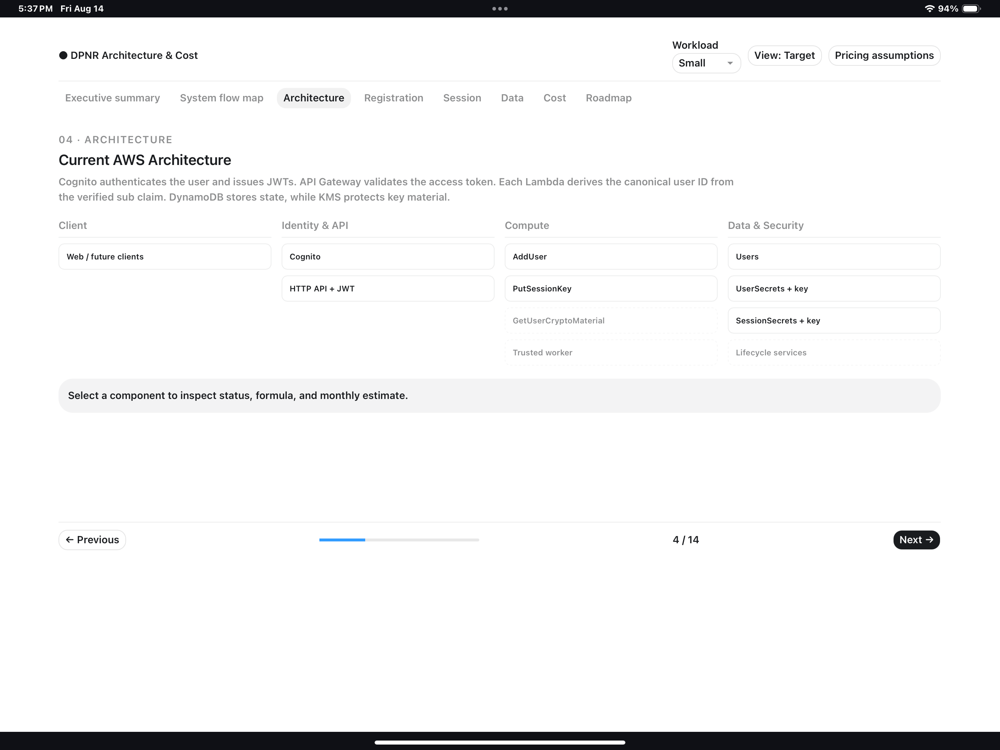 5:37 PM Fri Aug 14
94%
DPNR Architecture & Cost
Workload
Small
View: Target
Pricing assumptions
Executive summary
System flow map
Architecture
Registration
Session
Data
Cost
Roadmap
04 · ARCHITECTURE
Current AWS Architecture
Cognito authenticates the user and issues JWTs. API Gateway validates the access token. Each Lambda derives the canonical user ID from
the verified sub claim. DynamoDB stores state, while KMS protects key material.
Client
Web / future clients
Identity & API
Cognito
HTTP API + JWT
Compute
AddUser
PutSessionKey
GetUserCryptoMaterial
Trusted worker
Data & Security
Users
UserSecrets + key
SessionSecrets + key
Lifecycle services
Select a component to inspect status, formula, and monthly estimate.
← Previous
4 / 14
Next →